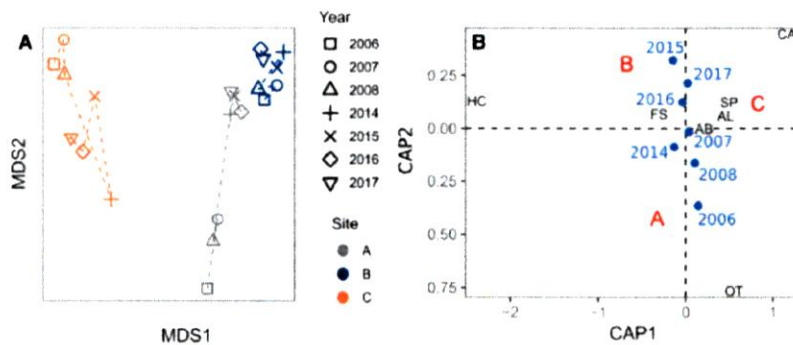 A
MDS2
MDS1
Year
2006
2007
2008
2014
2015
2016
2017
Site
A
B
C
B
CAP2
0.25
0.00
0.25
0.50
0.75
-2
-1
0
1
CAP1
CA
2015
B
2017
HC
2016
SP
C
FS
AL
AB
2014
2007
2008
2006
A
OT